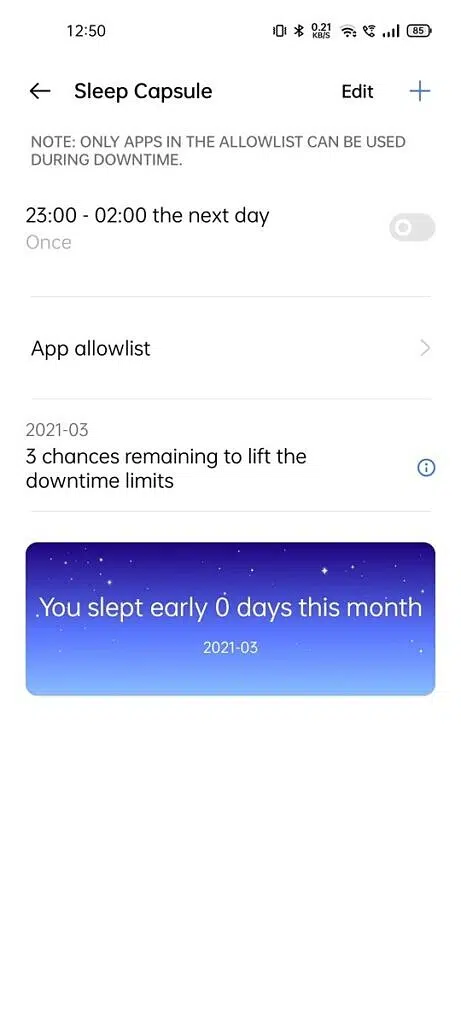 12:50 0.21 KB/S 85
Sleep Capsule Edit
NOTE: ONLY APPS IN THE ALLOWLIST CAN BE USED
DURING DOWNTIME.
23:00 - 02:00 the next day
Once
App allowlist
2021-03
3 chances remaining to lift the
downtime limits
You slept early 0 days this month
2021-03